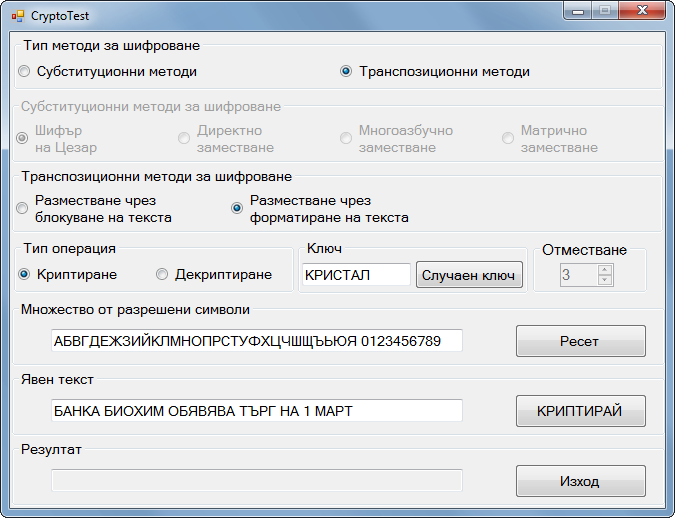 CryptoTest
Тип методи за шифроване
Субституционни методи
Транспозиционни методи
Субституционни методи за шифроване
Шифър
на Цезар
Директно
заместване
Многоазбучно
заместване
Матрично
заместване
Транспозиционни методи за шифроване
Разместване чрез
блокуване на текста
Разместване чрез
форматиране на текста
Тип операция
Криптиране
Декриптиране
Ключ
КРИСТАЛ
Случаен ключ
Отместване
3
Множество от разрешени символи
АБВГДЕЖЗИЙКЛМНОПРСТУФХЦЧШЩЪЬЮЯ 0123456789
Ресет
Явен текст
БАНКА БИОХИМ ОБЯВЯВА ТЪРГ НА 1 МАРТ
КРИПТИРАЙ
Резултат
Изход